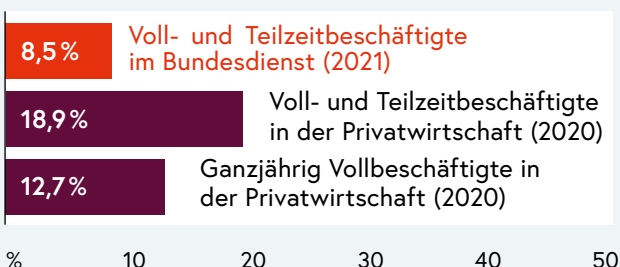 8,5 %
Voll- und Teilzeitbeschäftigte
im Bundesdienst (2021)
18,9 %
Voll- und Teilzeitbeschäftigte
in der Privatwirtschaft (2020)
12,7 %
Ganzjährig Vollbeschäftigte in
der Privatwirtschaft (2020)
% 10 20 30 40 50